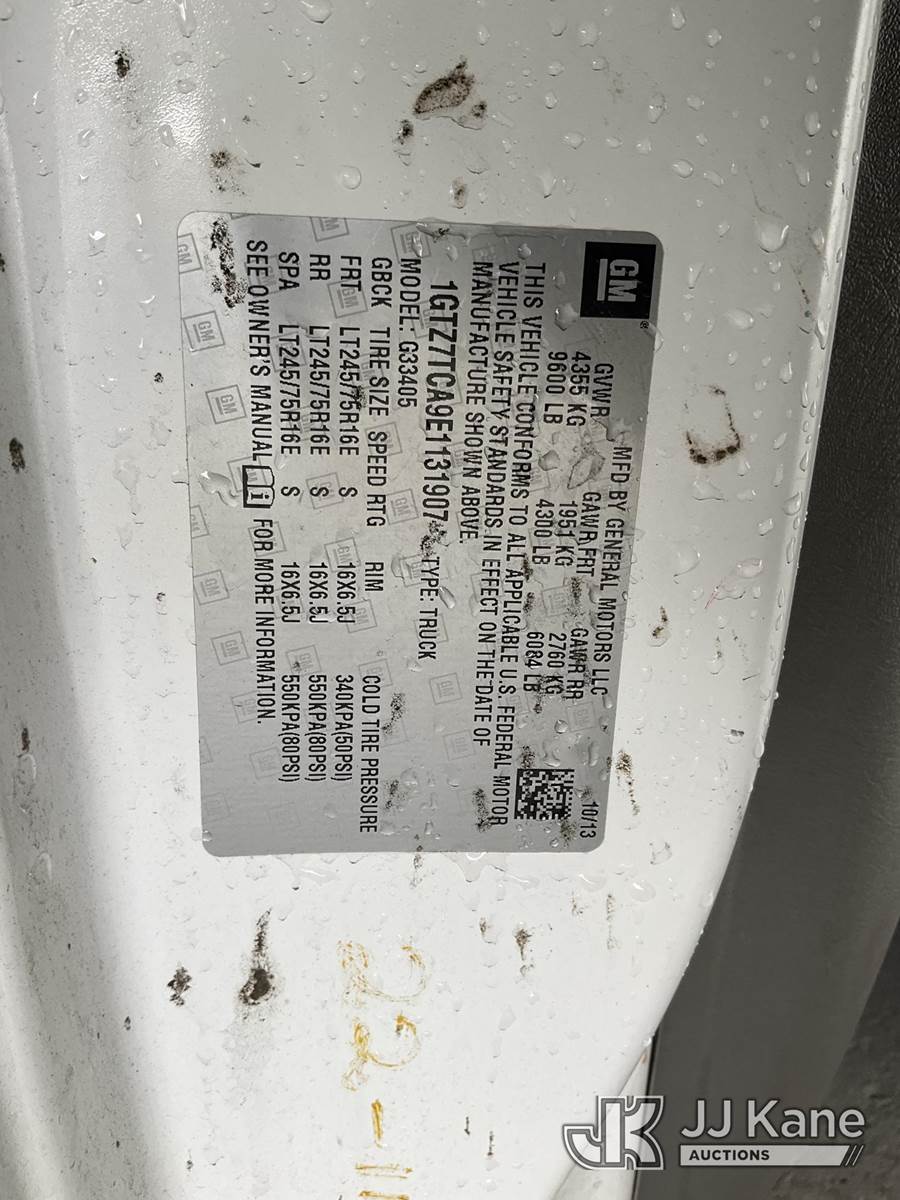 GM
MFD BY GENERAL MOTORS LLC 10/13
GVWR GAWR FRT GAWR RR
4355 KG 1951 KG 2760 KG
9600 LB 4300 LB 6084 LB
THIS VEHICLE CONFORMS TO ALL APPLICABLE U.S. FEDERAL MOTOR
VEHICLE SAFETY STANDARDS IN EFFECT ON THE DATE OF
MANUFACTURE SHOWN ABOVE.
1GTZ7TCA9E1131907 TYPE: TRUCK
MODEL: G33405
GBCK TIRE SIZE SPEED RTG RIM COLD TIRE PRESSURE
FRT LT245/75R16E S 16X6.5J 340KPA(50PSI)
RR LT245/75R16E S 16X6.5J 550KPA(80PSI)
SPA LT245/75R16E S 16X6.5J 550KPA(80PSI)
SEE OWNER'S MANUAL i FOR MORE INFORMATION.
22-11
JK JJ Kane
AUCTIONS